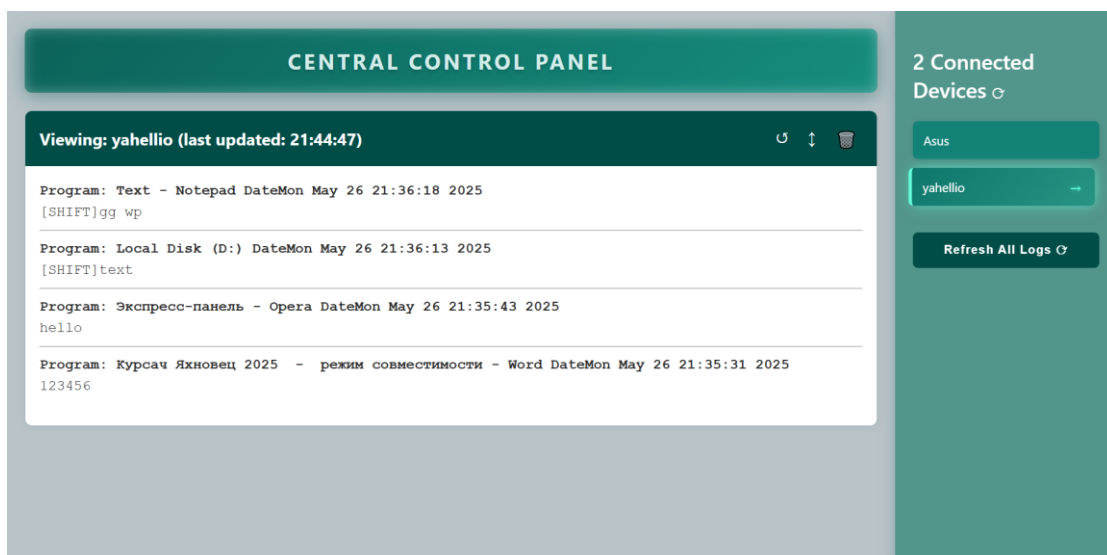 CENTRAL CONTROL PANEL
Viewing: yahellio (last updated: 21:44:47)
Program: Text - Notepad DateMon May 26 21:36:18 2025
[SHIFT]gg wp
Program: Local Disk (D:) DateMon May 26 21:36:13 2025
[SHIFT]text
Program: Экспресс-панель - Opera DateMon May 26 21:35:43 2025
hello
Program: Курсач Яхновец 2025  -  режим совместимости - Word DateMon May 26 21:35:31 2025
123456
2 Connected
Devices
Asus
yahellio
Refresh All Logs